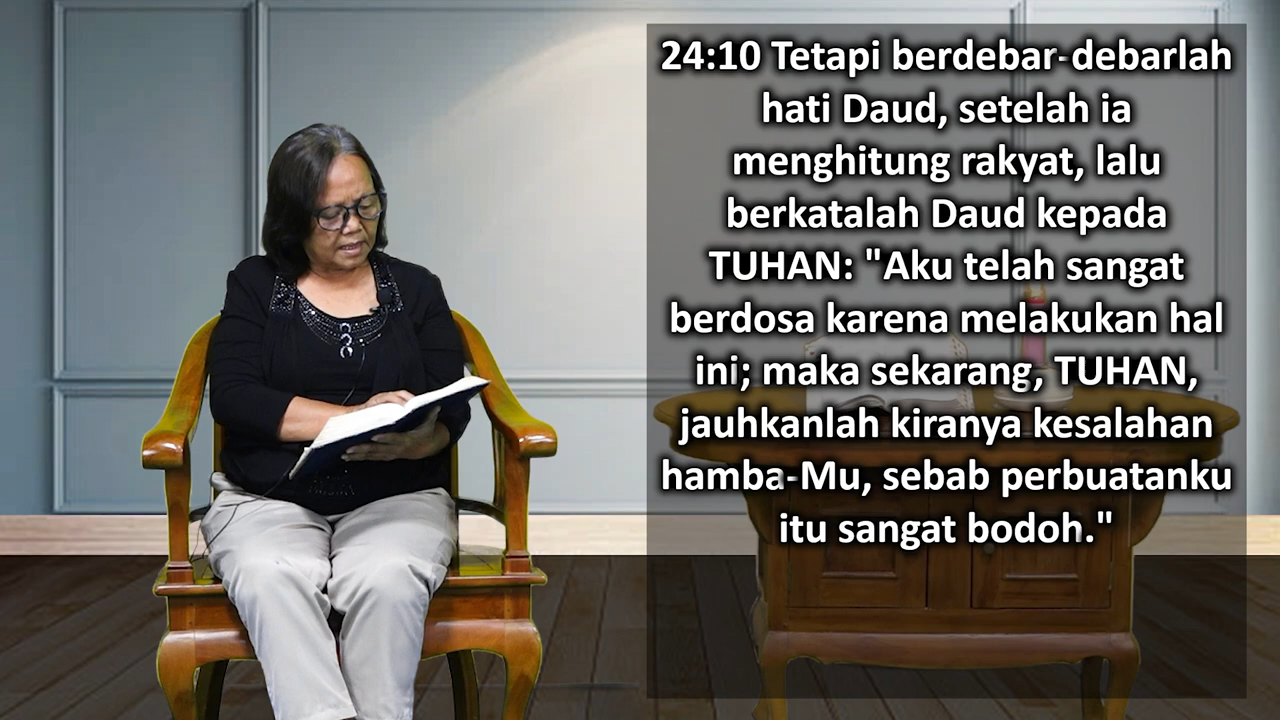 24:10 Tetapi berdebar-debarlah
hati Daud, setelah ia
menghitung rakyat, lalu
berkatalah Daud kepada
TUHAN: "Aku telah sangat
berdosa karena melakukan hal
ini; maka sekarang, TUHAN,
jauhkanlah kiranya kesalahan
hamba-Mu, sebab perbuatanku
itu sangat bodoh."